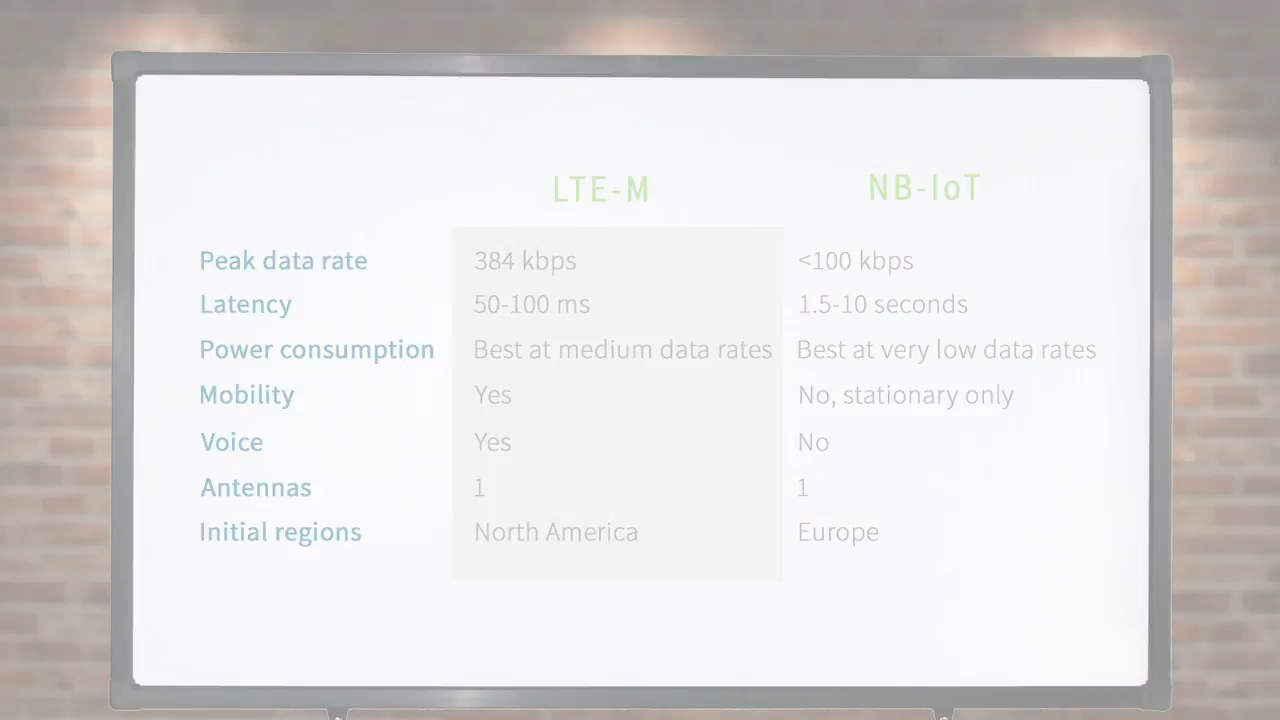 LTE-M NB-IoT
Peak data rate 384 kbps <100 kbps
Latency 50-100 ms 1.5-10 seconds
Power consumption Best at medium data rates Best at very low data rates
Mobility Yes No, stationary only
Voice Yes No
Antennas 1 1
Initial regions North America Europe